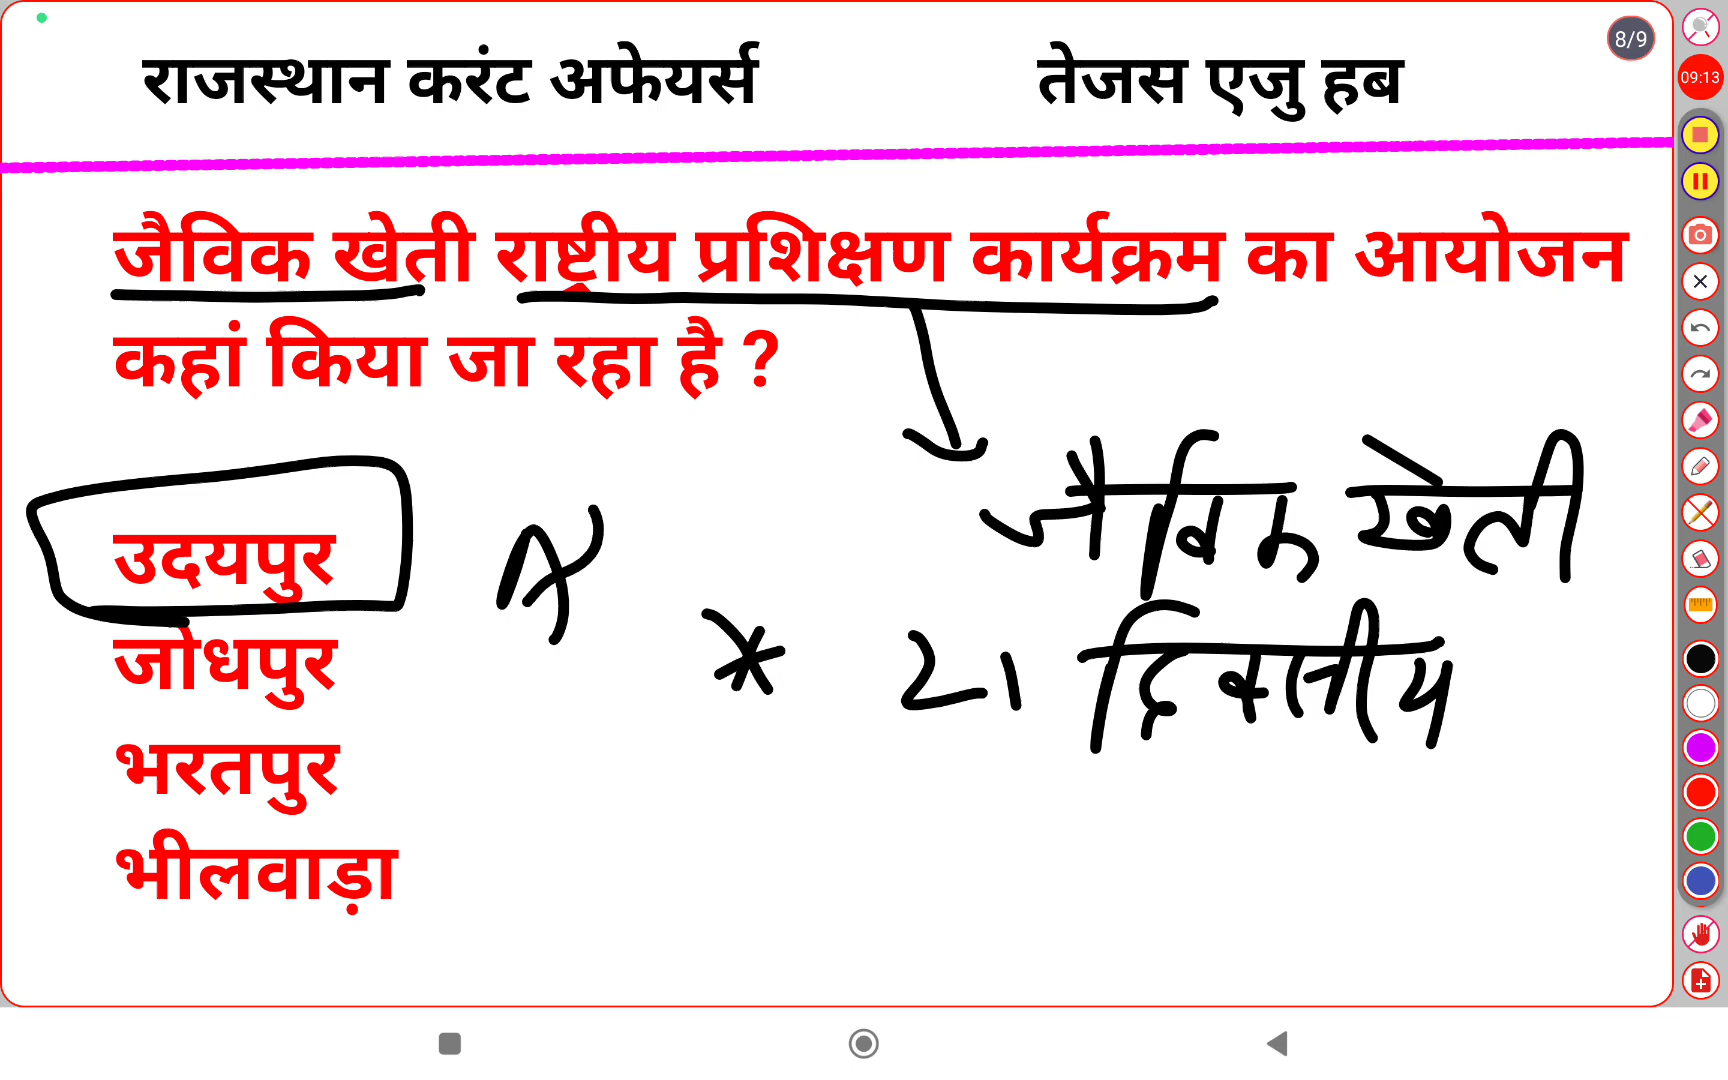 राजस्थान करंट अफेयर्स तेजस एजु हब
8/9
09:13
जैविक खेती राष्ट्रीय प्रशिक्षण कार्यक्रम का आयोजन
कहां किया जा रहा है ?
जैविक खेती
उदयपुर
* 21 दिवसीय
जोधपुर
भरतपुर
भीलवाड़ा